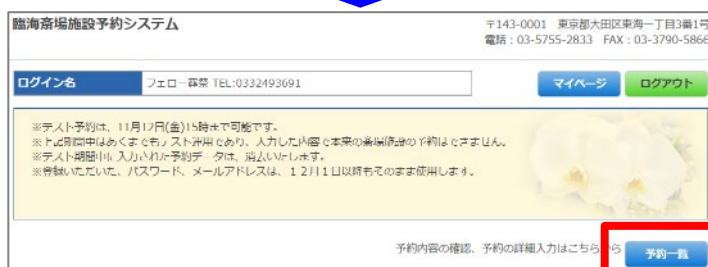 臨海斎場施設予約システム
〒143-0001 東京都大田区東海一丁目3番1号
電話：03-5755-2833 FAX：03-3790-5866
ログイン名
フェロー葬祭 TEL:0332493691
マイページ
ログアウト
※テスト予約は、11月12日(金)15時まで可能です。
※上記期間中はあくまでもテスト運用であり、入力した内容で本来の斎場施設の予約はできません。
※テスト期間中に入力された予約データは、消去いたします。
※登録いただいた、パスワード、メールアドレスは、１２月１日以降もそのまま使用します。
予約内容の確認、予約の詳細入力はこちらから
予約一覧